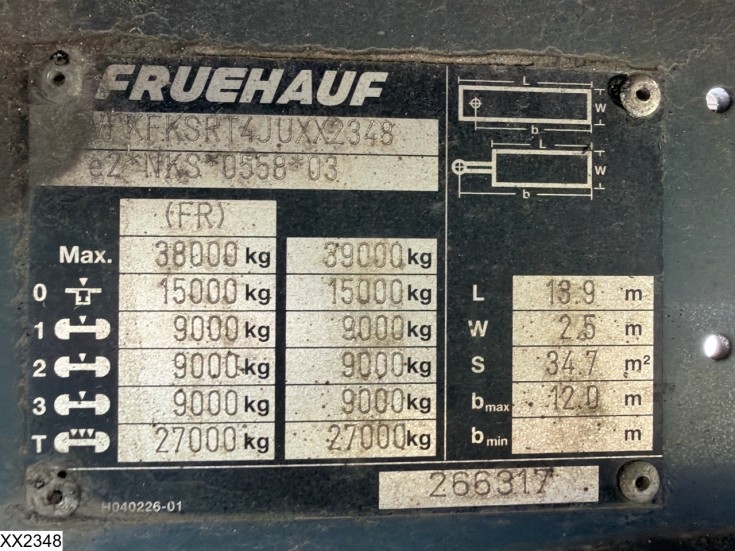 FRUEHAUF
L
W
b
VFKSRT4JUXX2348
e2*NKS*0558*03
L
W
b
(FR)
Max. 38000 kg 39000 kg
0 15000 kg 15000 kg L 13.9 m
1 9000 kg 9000 kg W 2.5 m
2 9000 kg 9000 kg S 34.7 m²
3 9000 kg 9000 kg bmax 12.0 m
T 27000 kg 27000 kg bmin m
H040226-01
266317
XX2348